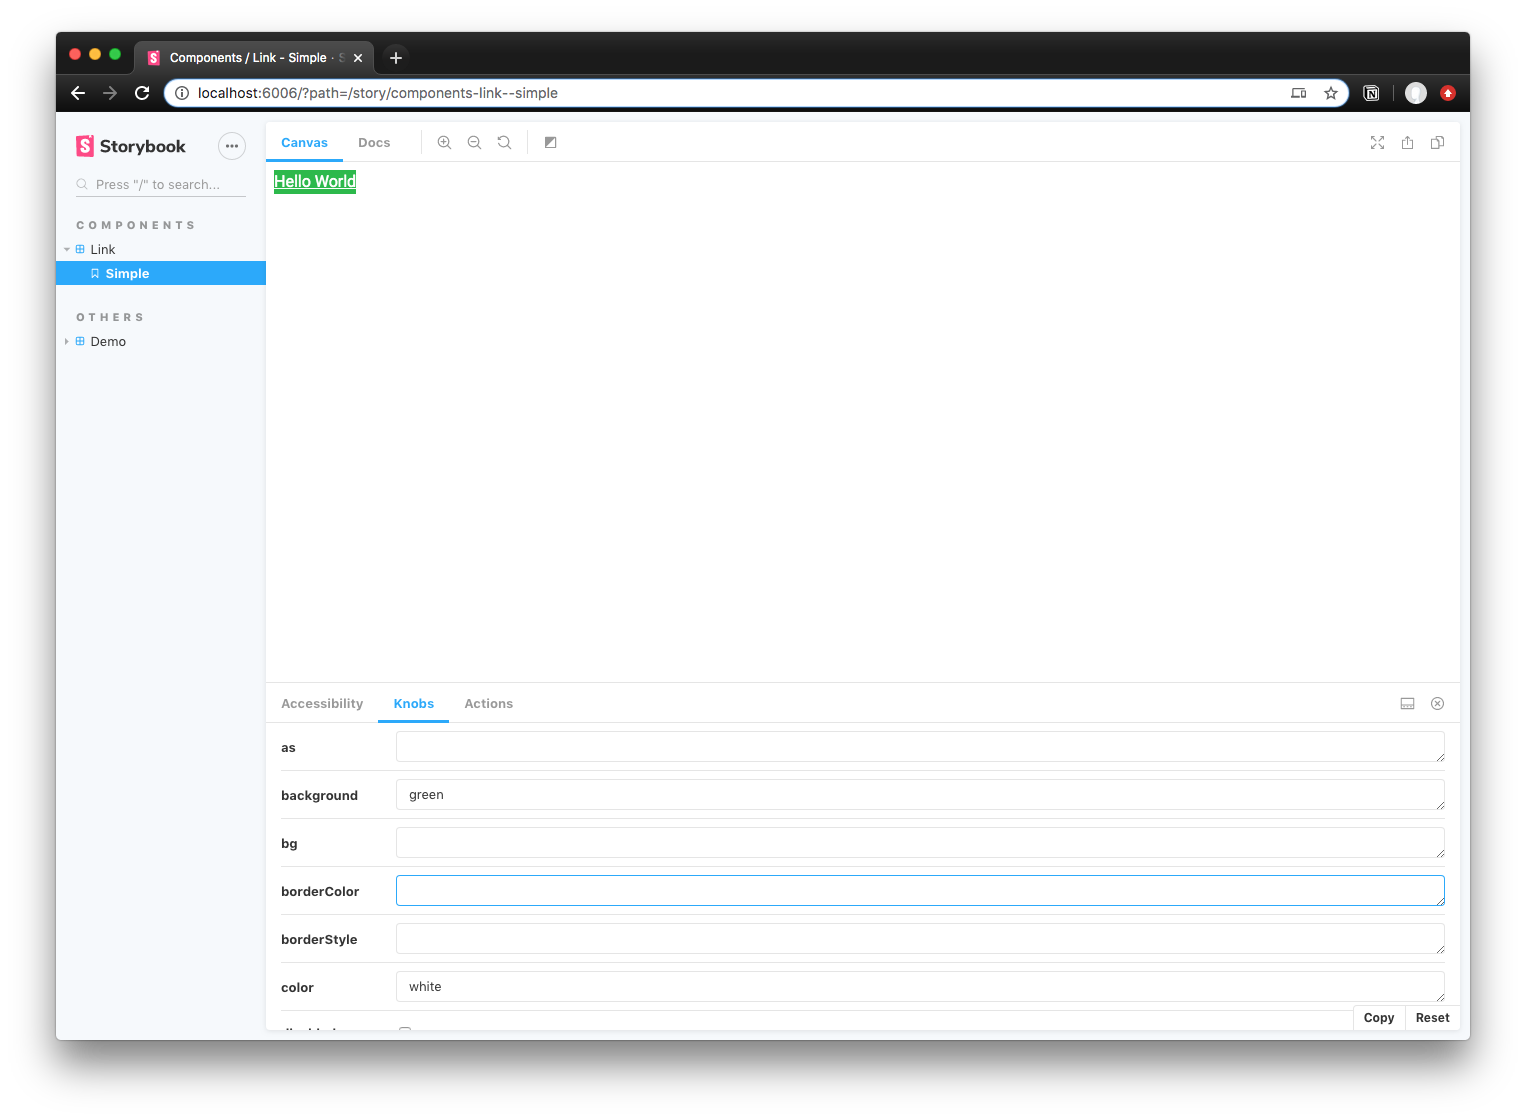 Components / Link - Simple · S
localhost:6006/?path=/story/components-link--simple
Storybook
Press "/" to search...
COMPONENTS
Link
Simple
OTHERS
Demo
Canvas
Docs
Hello World
Accessibility
Knobs
Actions
as
background
green
bg
borderColor
borderStyle
color
white
Copy
Reset